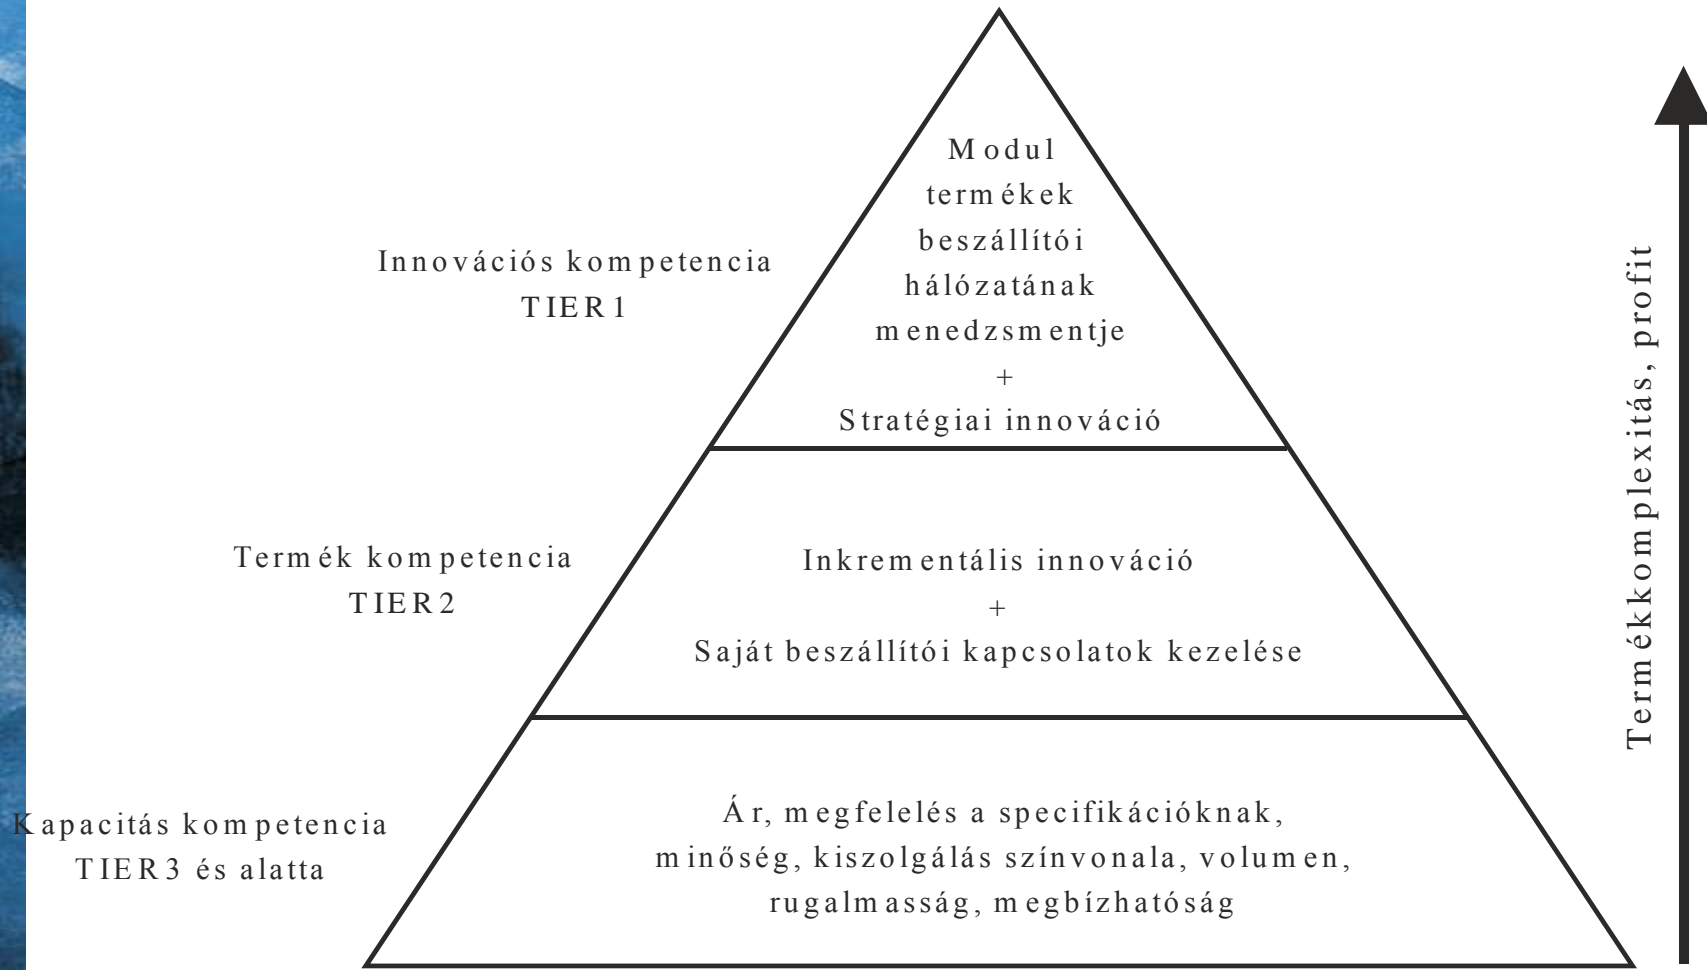 Modul
termékek
beszállítói
hálózatának
menedzsmentje
+
Stratégiai innováció
Innovációs kompetencia
TIER1
Termék kompetencia
TIER2
Inkrementális innováció
+
Saját beszállítói kapcsolatok kezelése
Kapacitás kompetencia
TIER3 és alatta
Ár, megfelelés a specifikációknak,
minőség, kiszolgálás színvonala, volumen,
rugalmasság, megbízhatóság
Termékkomplexitás, profit